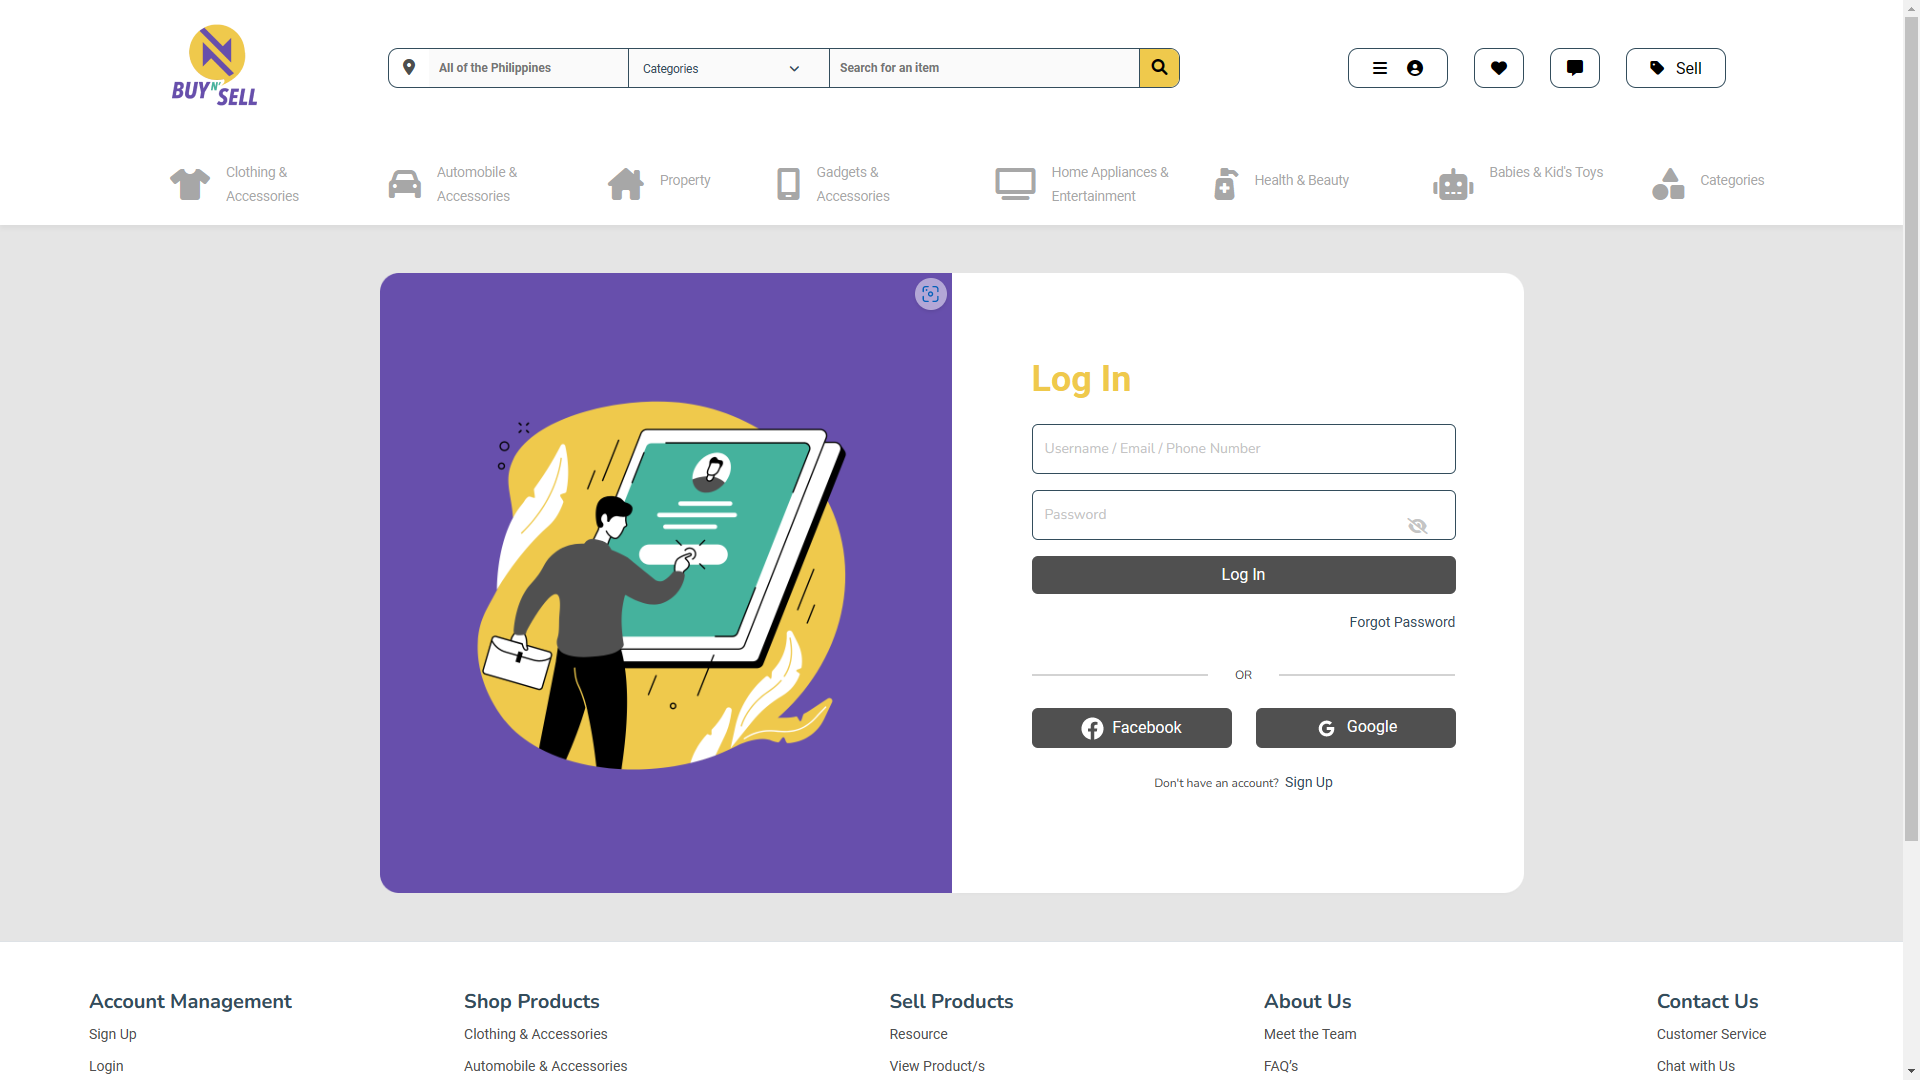 BUY N' SELL
All of the Philippines
Categories
Search for an item
Sell
Clothing &
Accessories
Automobile &
Accessories
Property
Gadgets &
Accessories
Home Appliances &
Entertainment
Health & Beauty
Babies & Kid's Toys
Categories
Log In
Username / Email / Phone Number
Password
Log In
Forgot Password
OR
Facebook
Google
Don't have an account? Sign Up
Account Management
Sign Up
Login
Shop Products
Clothing & Accessories
Automobile & Accessories
Sell Products
Resource
View Product/s
About Us
Meet the Team
FAQ’s
Contact Us
Customer Service
Chat with Us